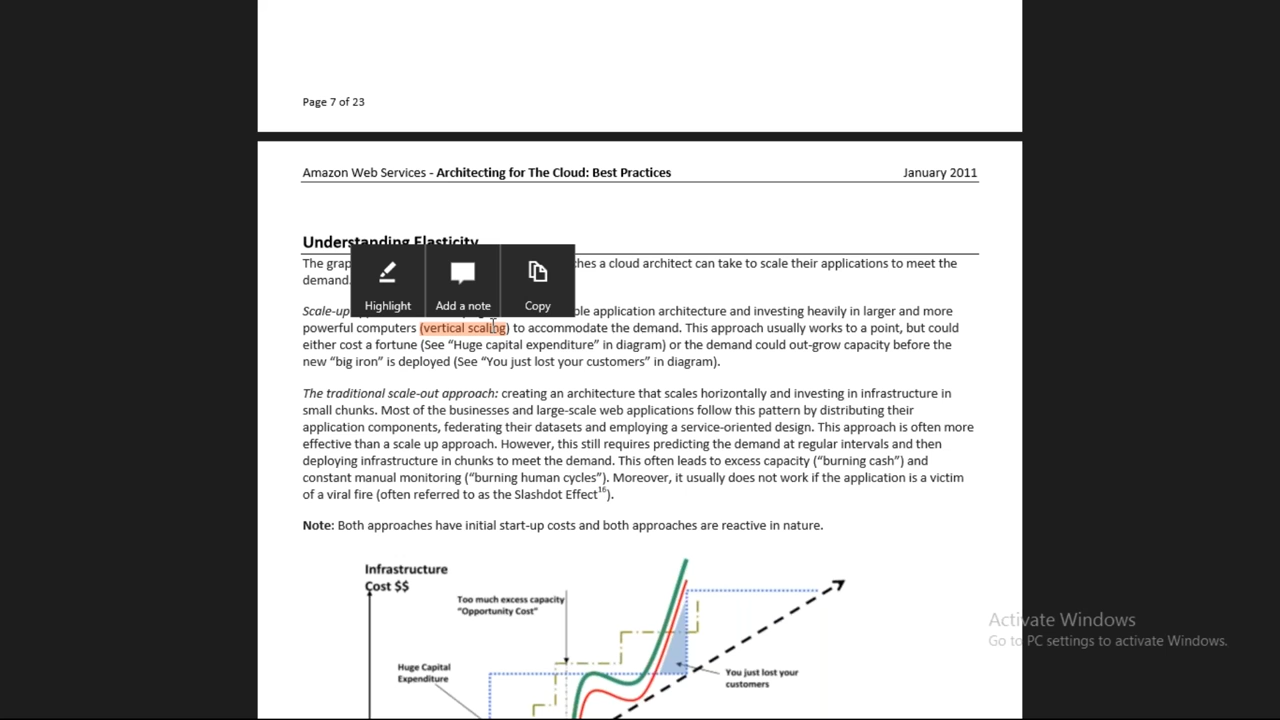 Page 7 of 23
Amazon Web Services - Architecting for The Cloud: Best Practices January 2011
Understanding Elasticity
The grap ches a cloud architect can take to scale their applications to meet the
demand.
Highlight Add a note Copy
Scale-up ble application architecture and investing heavily in larger and more
powerful computers (vertical scaling) to accommodate the demand. This approach usually works to a point, but could
either cost a fortune (See “Huge capital expenditure” in diagram) or the demand could out-grow capacity before the
new “big iron” is deployed (See “You just lost your customers” in diagram).
The traditional scale-out approach: creating an architecture that scales horizontally and investing in infrastructure in
small chunks. Most of the businesses and large-scale web applications follow this pattern by distributing their
application components, federating their datasets and employing a service-oriented design. This approach is often more
effective than a scale up approach. However, this still requires predicting the demand at regular intervals and then
deploying infrastructure in chunks to meet the demand. This often leads to excess capacity (“burning cash”) and
constant manual monitoring (“burning human cycles”). Moreover, it usually does not work if the application is a victim
of a viral fire (often referred to as the Slashdot Effect16).
Note: Both approaches have initial start-up costs and both approaches are reactive in nature.
Infrastructure
Cost $$
Too much excess capacity
“Opportunity Cost”
Huge Capital
Expenditure
You just lost your
customers
Activate Windows
Go to PC settings to activate Windows.